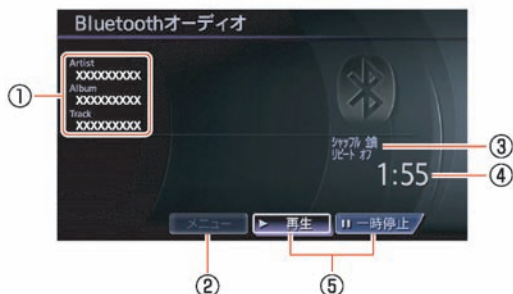 Bluetoothオーディオ
Artist
XXXXXXXXX
①
Album
XXXXXXXXX
Track
XXXXXXXXX
シャッフル 鎖
③
リピート オフ
1:55
④
メニュー
▶ 再生
II 一時停止
②
⑤